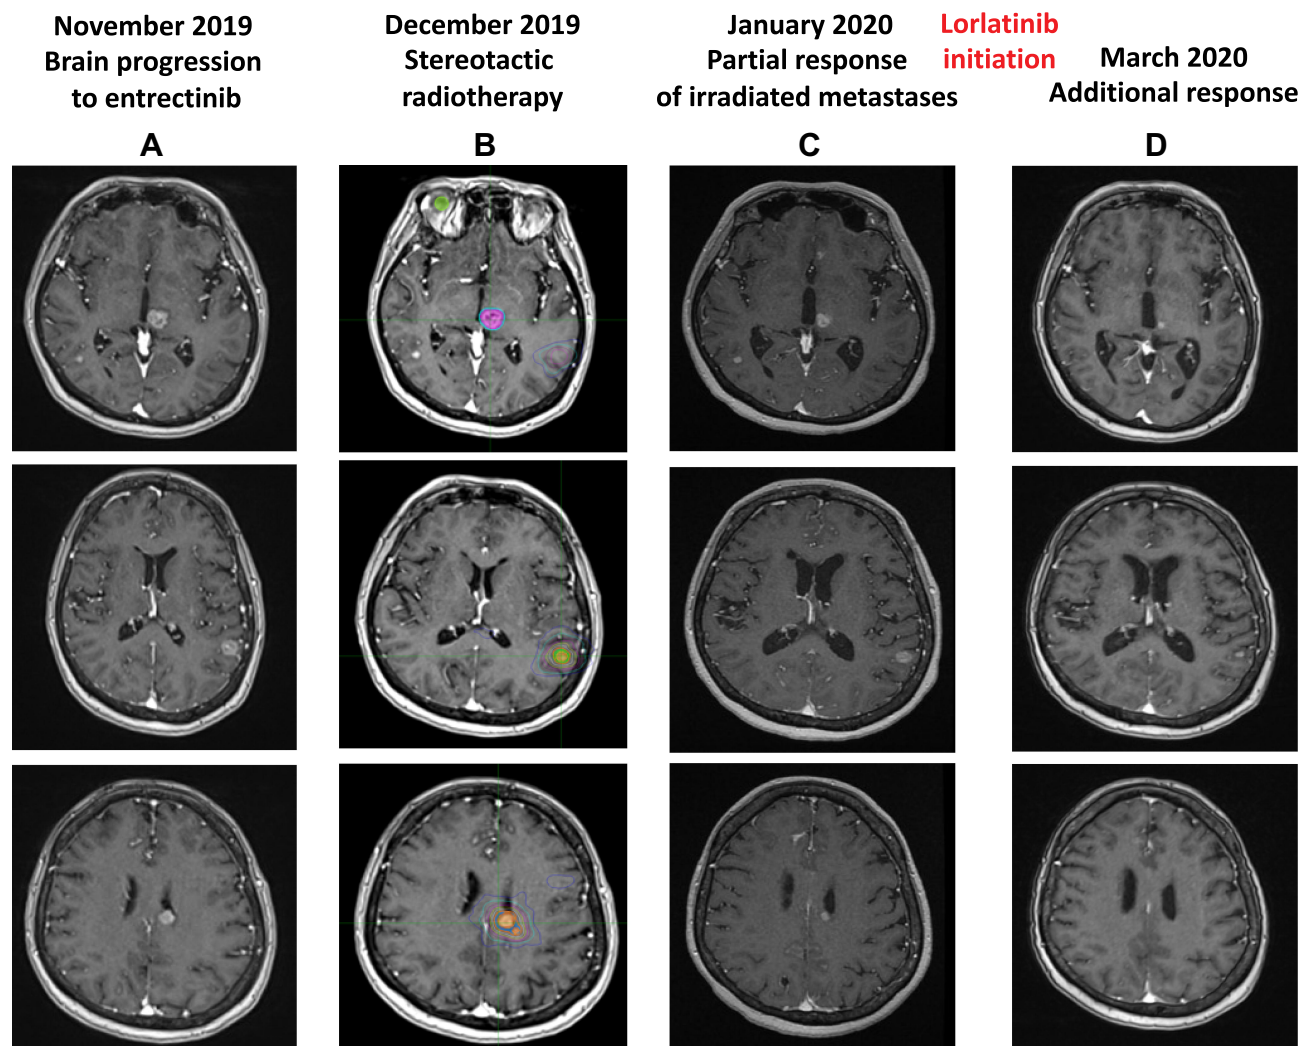 November 2019
Brain progression
to entrectinib
A
December 2019
Stereotactic
radiotherapy
B
January 2020
Partial response
of irradiated metastases
C
Lorlatinib
initiation
March 2020
Additional response
D